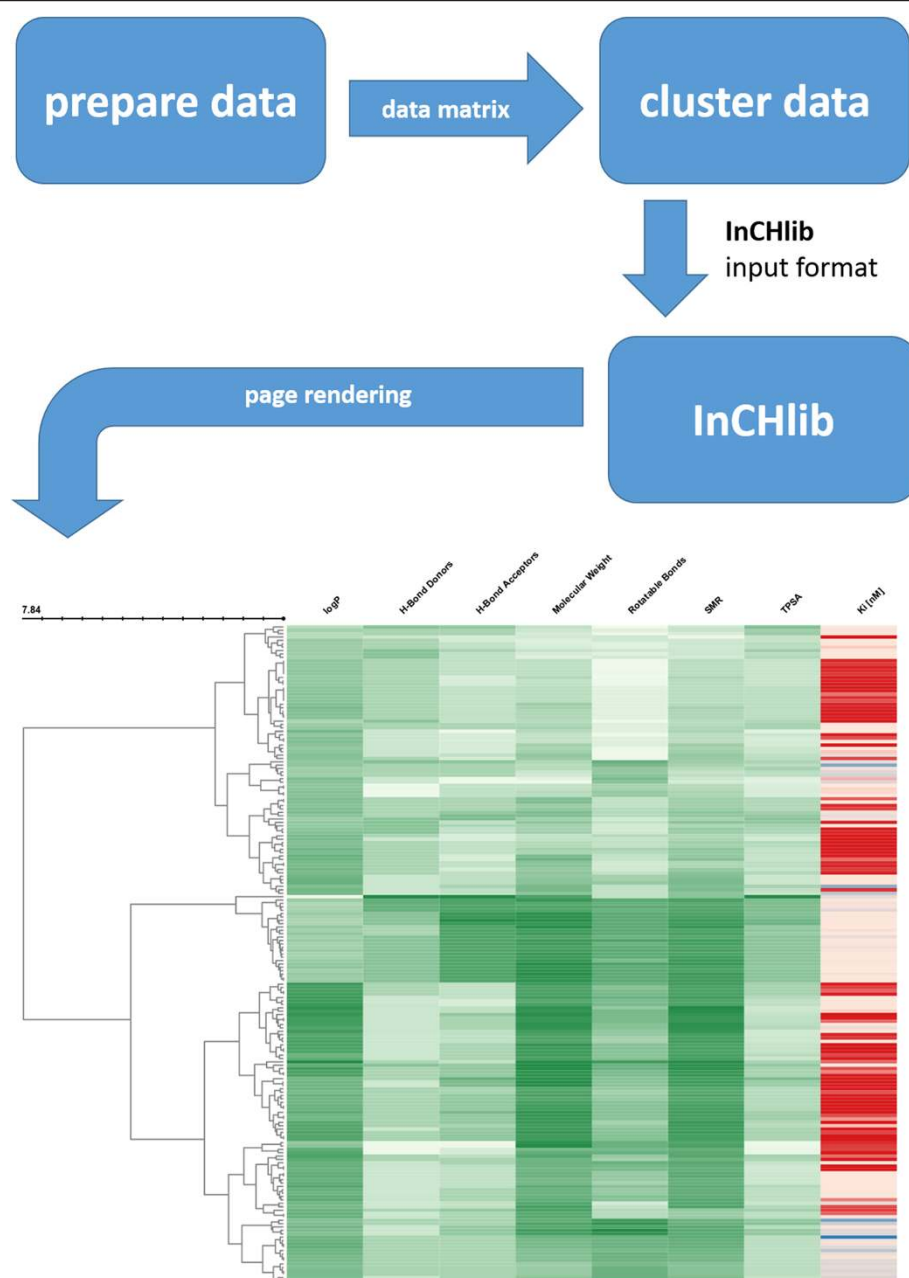 prepare data
data matrix
cluster data
InCHlib
input format
page rendering
InCHlib
7.84
logP
H-Bond Donors
H-Bond Acceptors
Molecular Weight
Rotatable Bonds
SMR
TPSA
Ki [nM]